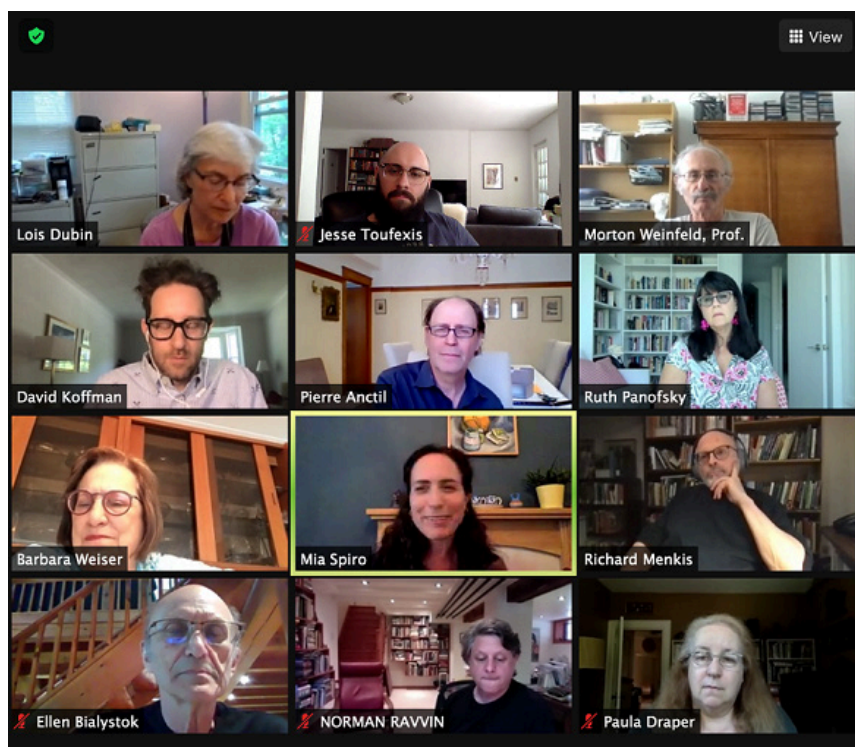 View
Lois Dubin
Jesse Toufexis
Morton Weinfeld, Prof.
David Koffman
Pierre Anctil
Ruth Panofsky
Barbara Weiser
Mia Spiro
Richard Menkis
Ellen Bialystok
NORMAN RAVVIN
Paula Draper